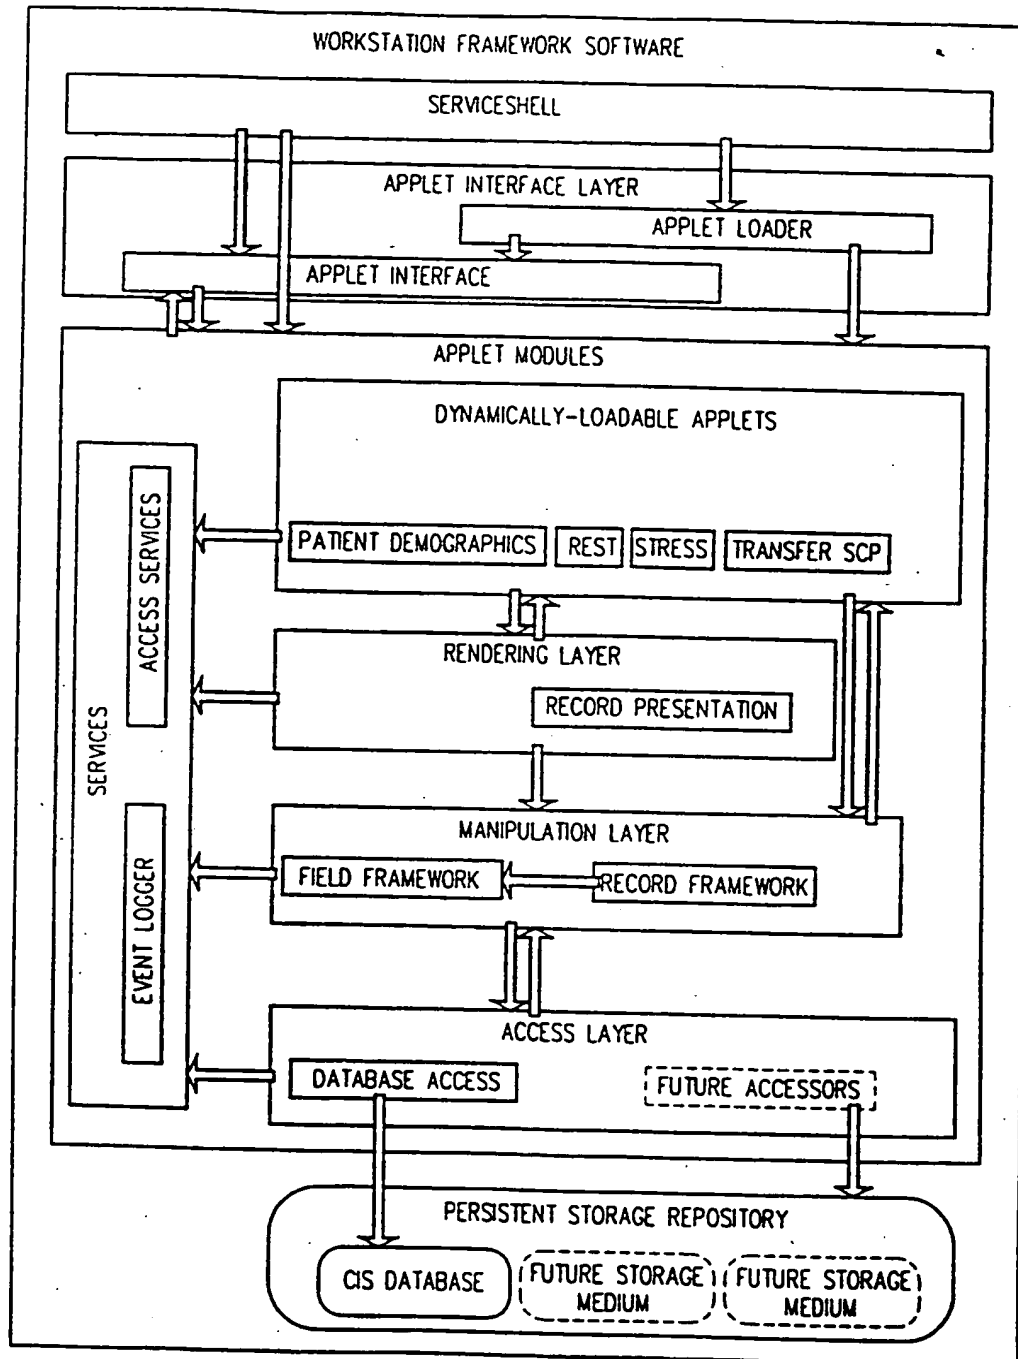 WORKSTATION FRAMEWORK SOFTWARE
SERVICESHELL
APPLET INTERFACE LAYER
APPLET LOADER
APPLET INTERFACE
APPLET MODULES
DYNAMICALLY-LOADABLE APPLETS
PATIENT DEMOGRAPHICS
REST
STRESS
TRANSFER SCP
SERVICES
ACCESS SERVICES
EVENT LOGGER
RENDERING LAYER
RECORD PRESENTATION
MANIPULATION LAYER
FIELD FRAMEWORK
RECORD FRAMEWORK
ACCESS LAYER
DATABASE ACCESS
FUTURE ACCESSORS
PERSISTENT STORAGE REPOSITORY
CIS DATABASE
FUTURE STORAGE
MEDIUM
FUTURE STORAGE
MEDIUM